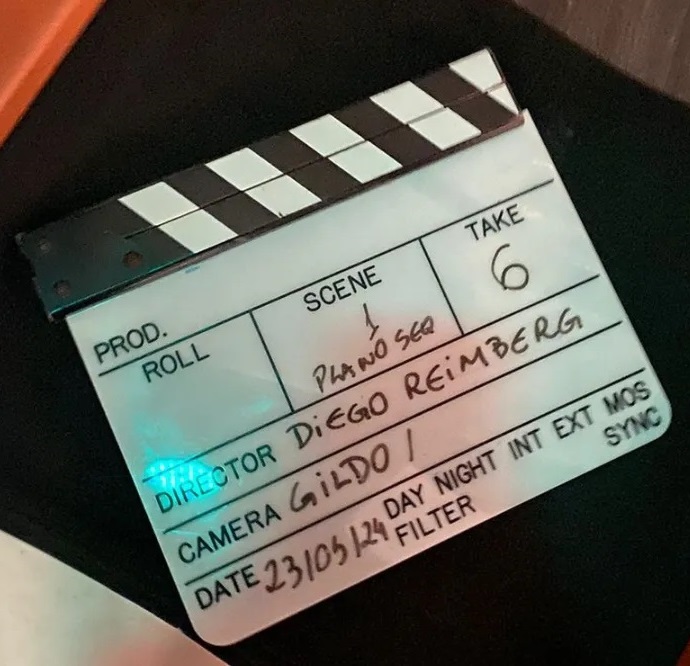 PROD.
ROLL SCENE TAKE
1 6
PLANO SEQ
DIRECTOR DIEGO REIMBERG
CAMERA GILDO /
DATE 23/05/24 DAY NIGHT INT EXT MOS
FILTER SYNC